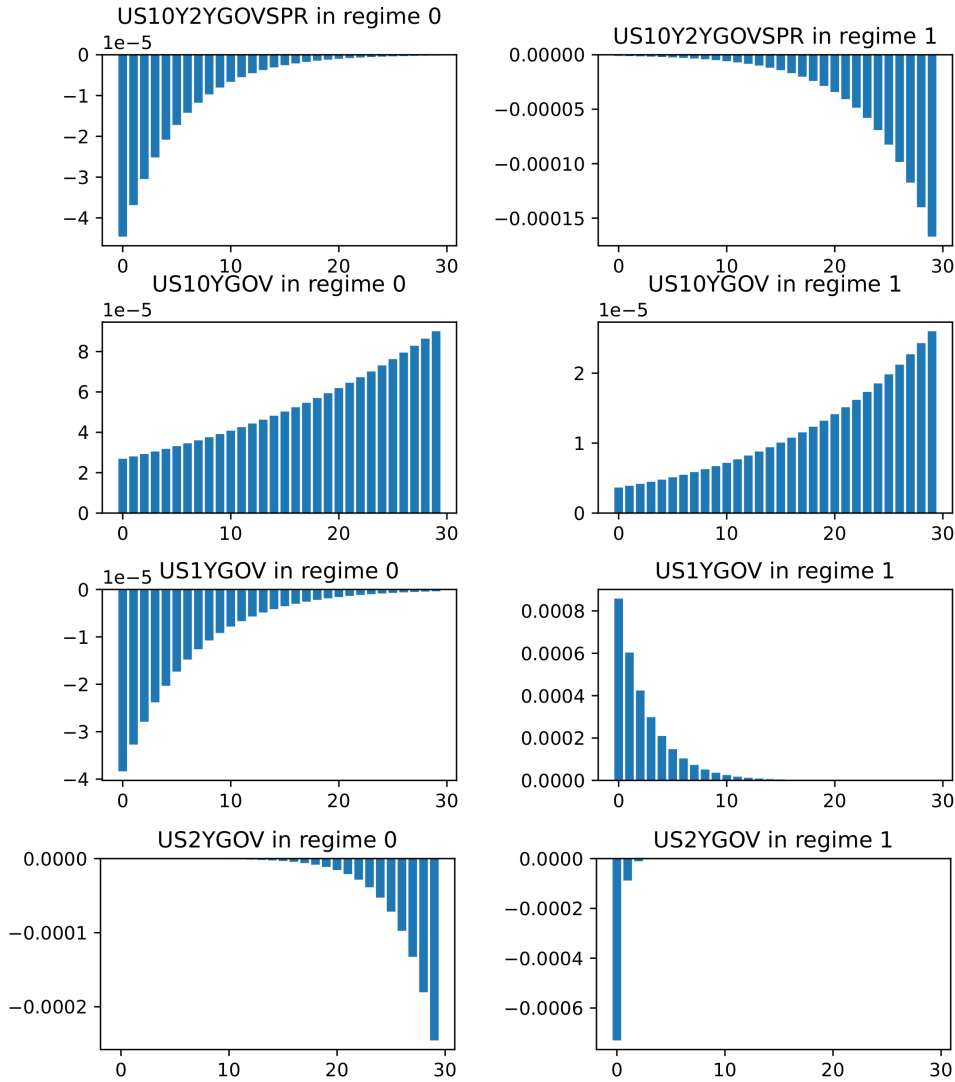 US10Y2YGOVSPR in regime 0
1e−5
0
−1
−2
−3
−4
0 10 20 30
US10Y2YGOVSPR in regime 1
0.00000
−0.00005
−0.00010
−0.00015
0 10 20 30
US10YGOV in regime 0
1e−5
8
6
4
2
0
0 10 20 30
US10YGOV in regime 1
1e−5
2
1
0
0 10 20 30
US1YGOV in regime 0
1e−5
0
−1
−2
−3
−4
0 10 20 30
US1YGOV in regime 1
0.0008
0.0006
0.0004
0.0002
0.0000
0 10 20 30
US2YGOV in regime 0
0.0000
−0.0001
−0.0002
0 10 20 30
US2YGOV in regime 1
0.0000
−0.0002
−0.0004
−0.0006
0 10 20 30